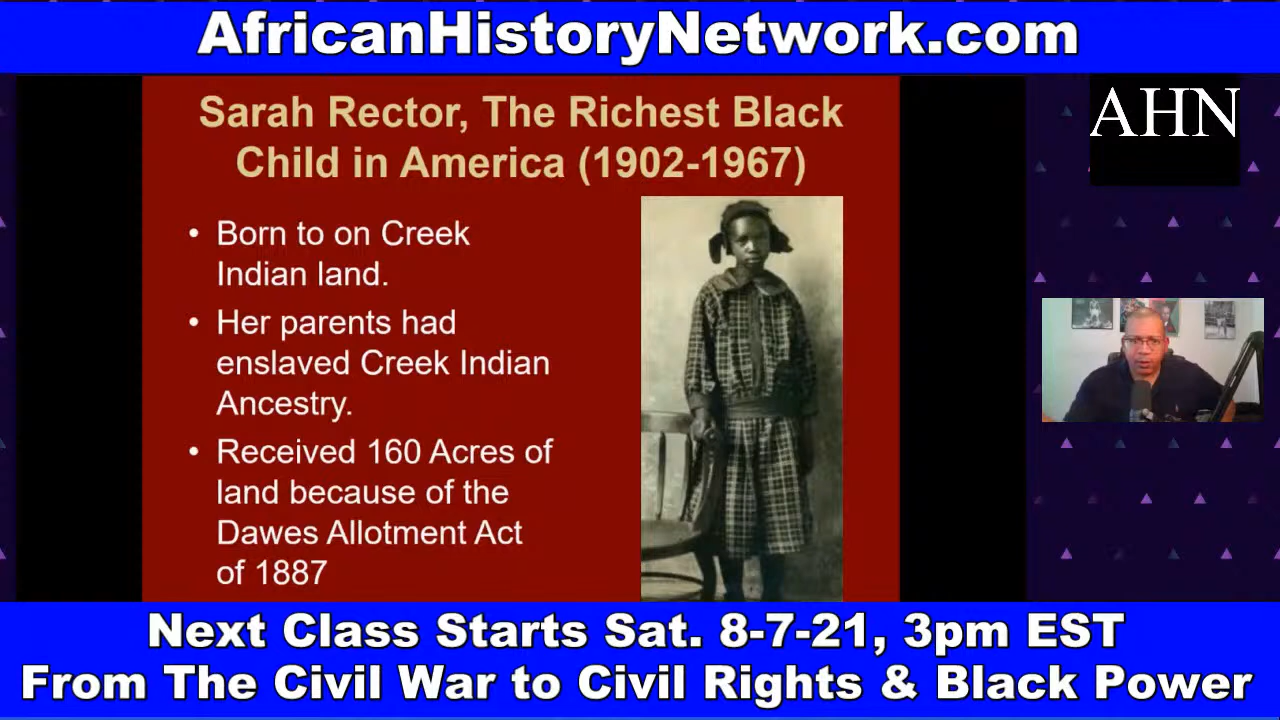 AfricanHistoryNetwork.com
AHN
Sarah Rector, The Richest Black
Child in America (1902-1967)
• Born to on Creek
Indian land.
• Her parents had
enslaved Creek Indian
Ancestry.
• Received 160 Acres of
land because of the
Dawes Allotment Act
of 1887
Next Class Starts Sat. 8-7-21, 3pm EST
From The Civil War to Civil Rights & Black Power